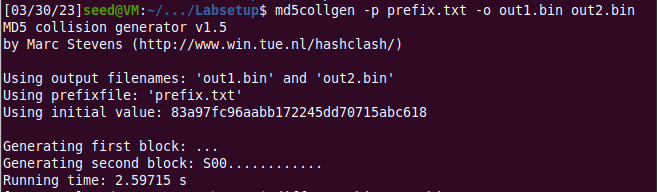 [03/30/23]seed@VM:~/.../Labsetup$ md5collgen -p prefix.txt -o out1.bin out2.bin
MD5 collision generator v1.5
by Marc Stevens (http://www.win.tue.nl/hashclash/)
Using output filenames: 'out1.bin' and 'out2.bin'
Using prefixfile: 'prefix.txt'
Using initial value: 83a97fc96aabb172245dd70715abc618
Generating first block: ...
Generating second block: S00............
Running time: 2.59715 s